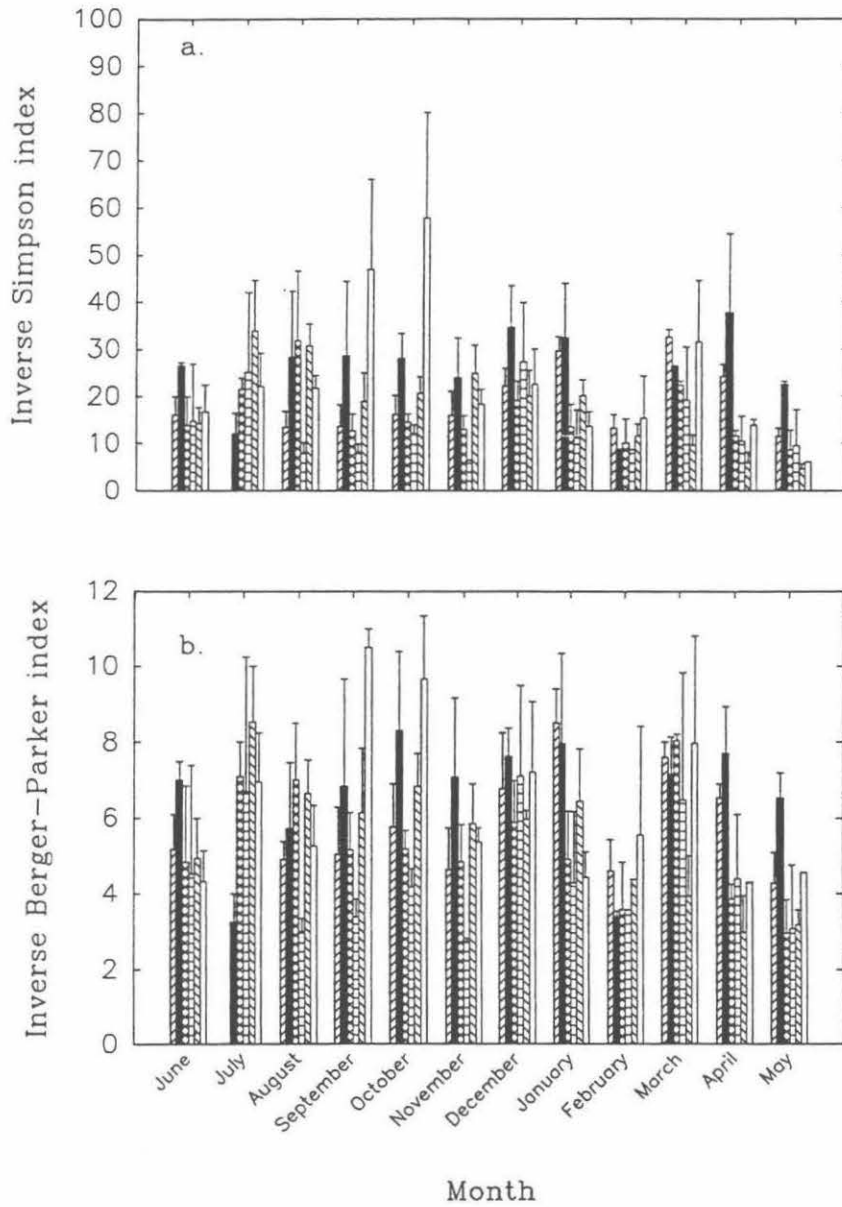 100
90
80
70
60
50
40
30
20
10
0
Inverse Simpson index
a.
12
10
8
6
4
2
0
Inverse Berger-Parker index
b.
June
July
August
September
October
November
December
January
February
March
April
May
Month